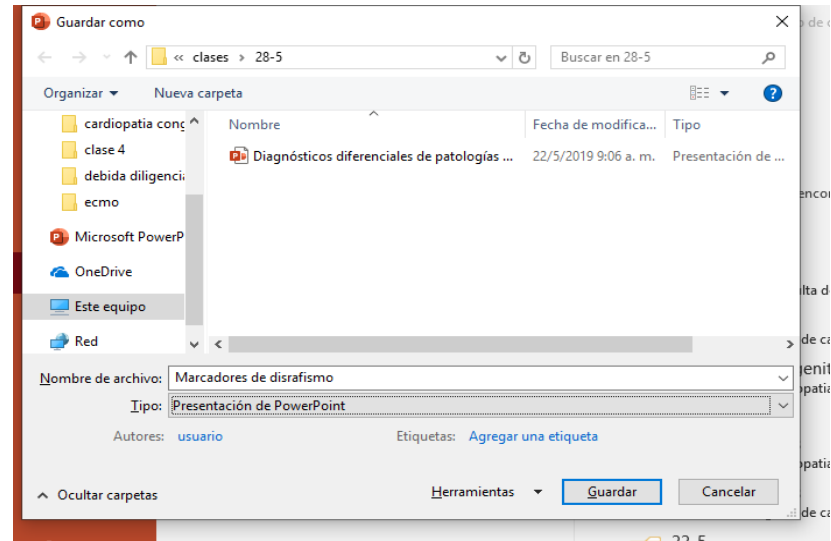 Guardar como
« clases > 28-5
Buscar en 28-5
Organizar
Nueva carpeta
Nombre
Fecha de modifica...
Tipo
cardiopatia cong
clase 4
debida diligencia
ecmo
Microsoft PowerP
OneDrive
Este equipo
Red
Diagnósticos diferenciales de patologías ...
22/5/2019 9:06 a. m.
Presentación de ...
Nombre de archivo: Marcadores de disrafismo
Tipo: Presentación de PowerPoint
Autores: usuario
Etiquetas: Agregar una etiqueta
Ocultar carpetas
Herramientas
Guardar
Cancelar
22-5